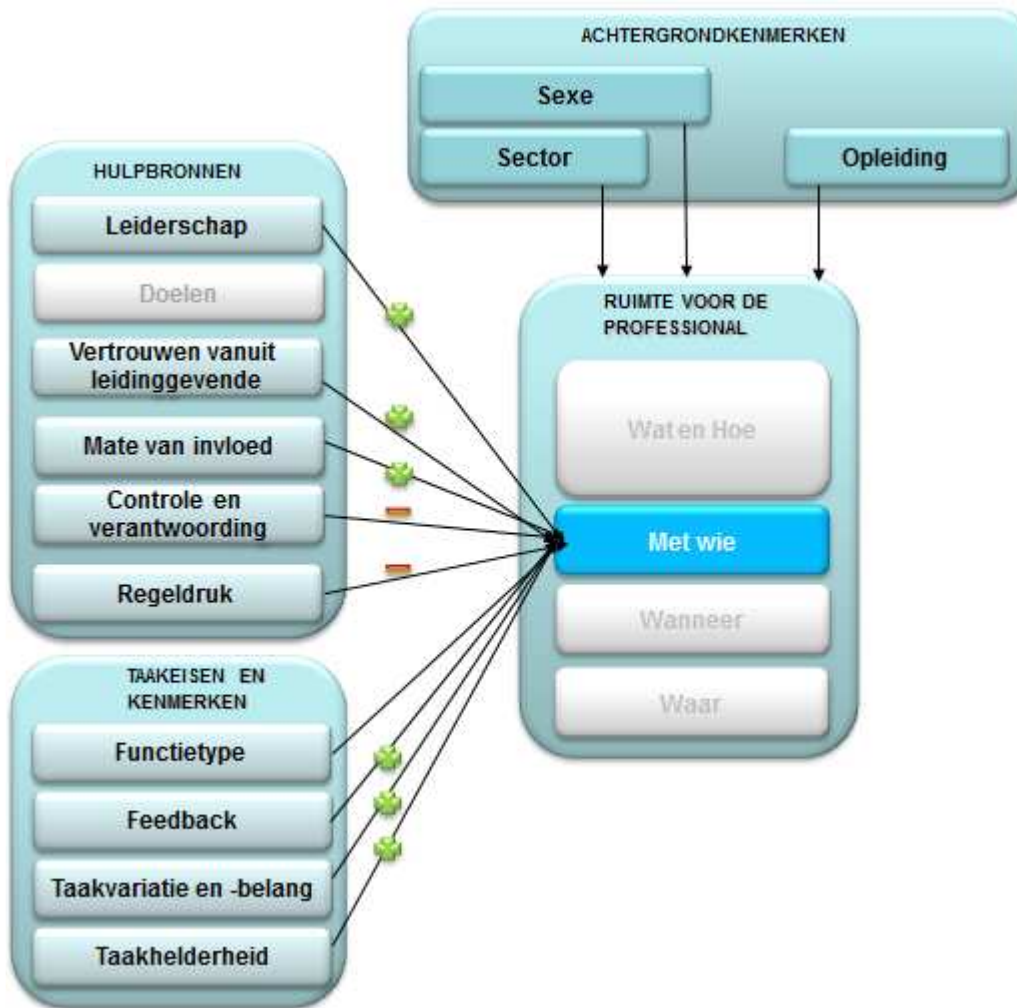 ACHTERGRONDKENMERKEN
Sexe
Sector
Opleiding
HULPBRONNEN
Leiderschap
Doelen
Vertrouwen vanuit
leidinggevende
Mate van invloed
Controle en
verantwoording
Regeldruk
RUIMTE VOOR DE
PROFESSIONAL
Wat en Hoe
Met wie
Wanneer
Waar
TAAKEISEN EN
KENMERKEN
Functietype
Feedback
Taakvariatie en -belang
Taakhelderheid